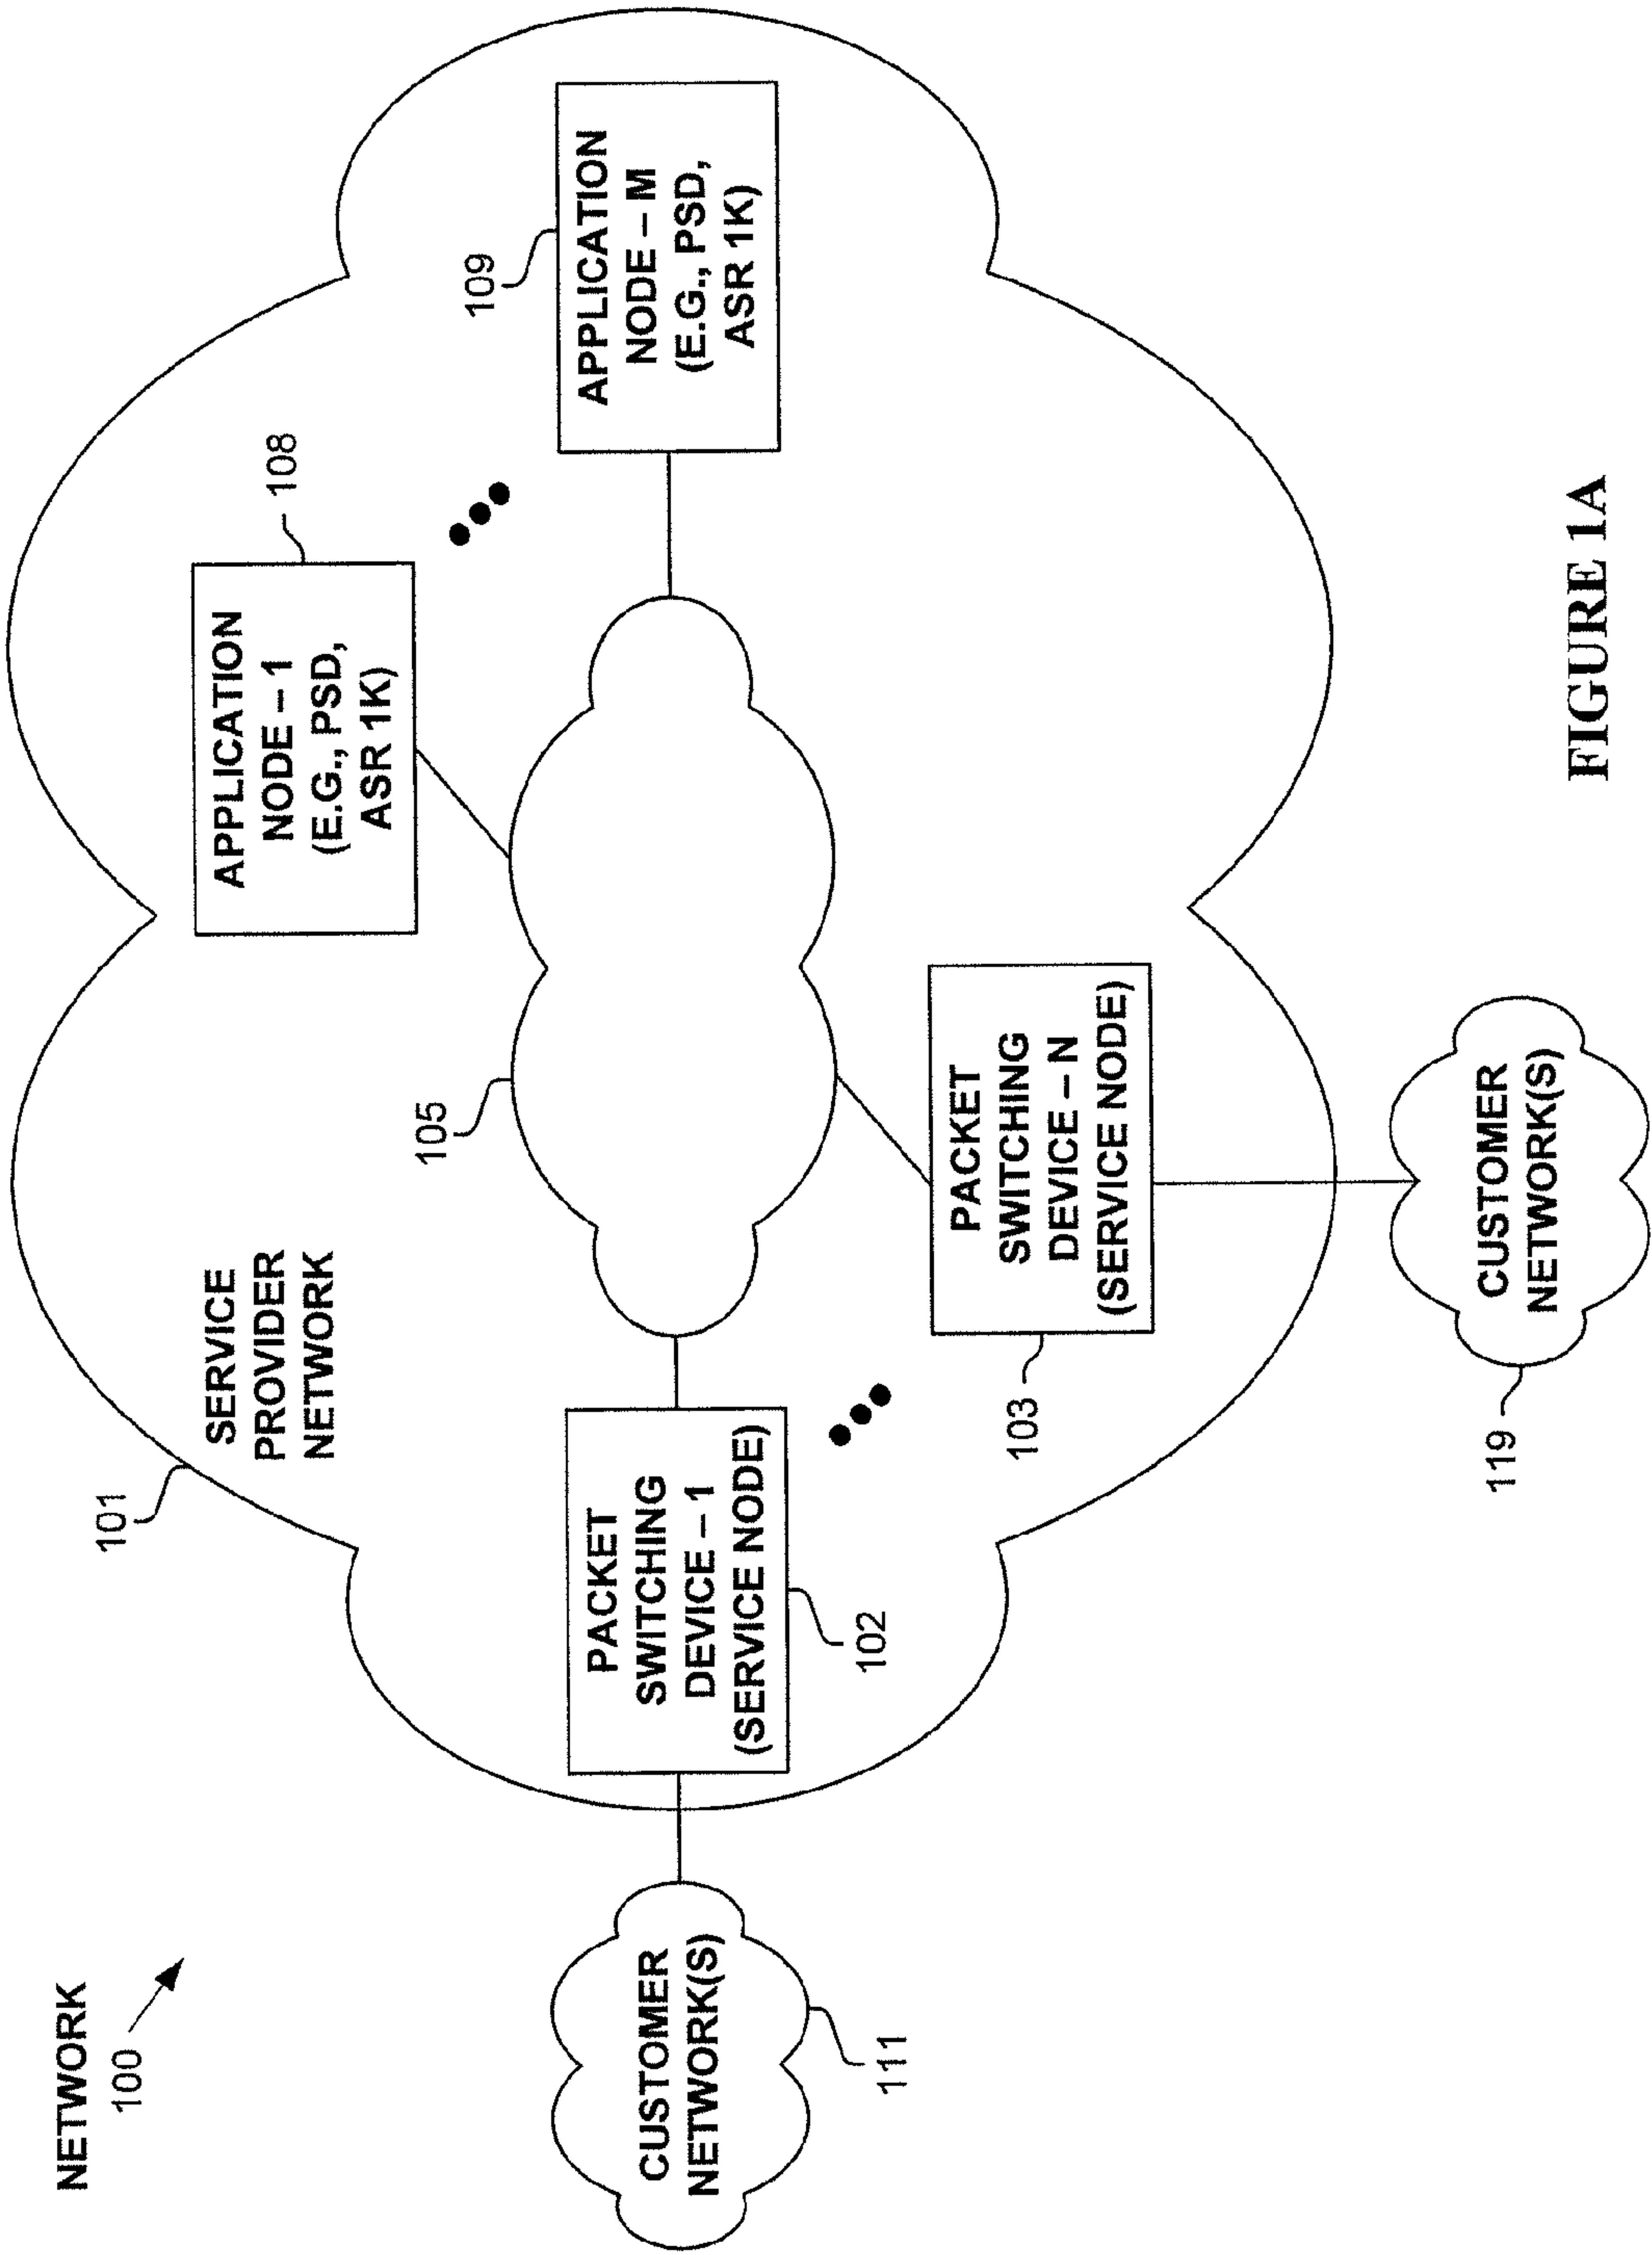 NETWORK
100
101
SERVICE
PROVIDER
NETWORK
APPLICATION
NODE – 1
(E.G., PSD,
ASR 1K)
108
105
109
APPLICATION
NODE – M
(E.G., PSD,
ASR 1K)
CUSTOMER
NETWORK(S)
111
PACKET
SWITCHING
DEVICE – 1
(SERVICE NODE)
102
PACKET
SWITCHING
DEVICE – N
(SERVICE NODE)
103
CUSTOMER
NETWORK(S)
119
FIGURE 1A